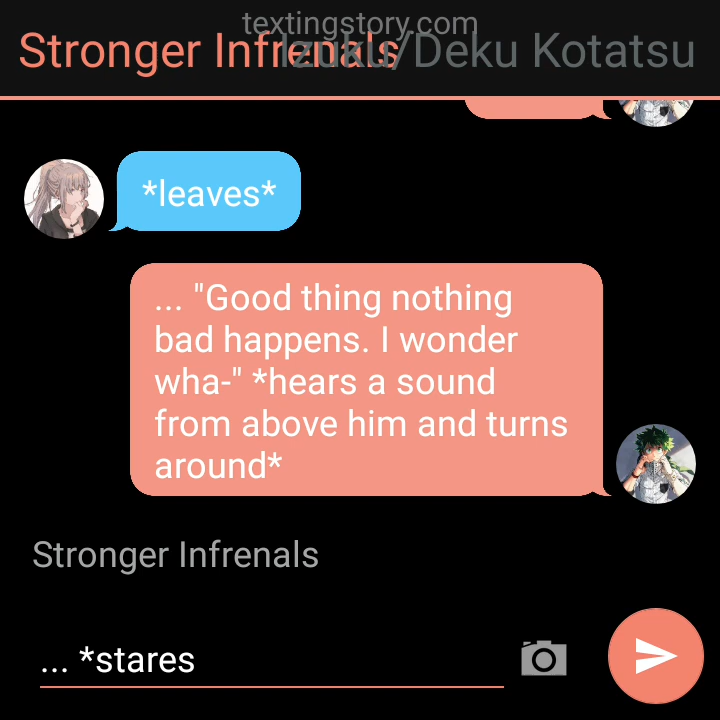 textingstory.com
Stronger Infrenals
Izuku/Deku Kotatsu
*leaves*
... "Good thing nothing
bad happens. I wonder
wha-" *hears a sound
from above him and turns
around*
Stronger Infrenals
... *stares